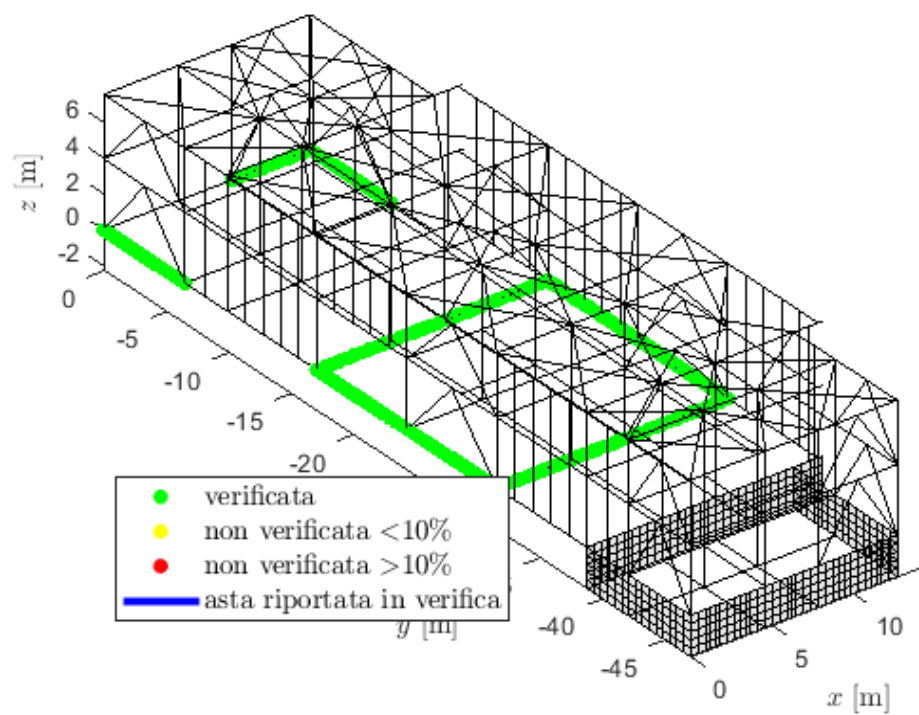 6
4
2
0
-2
z [m]
0
-5
-10
-15
-20
verificata
non verificata <10%
non verificata >10%
asta riportata in verifica
y [m]
-40
-45
0
5
10
x [m]